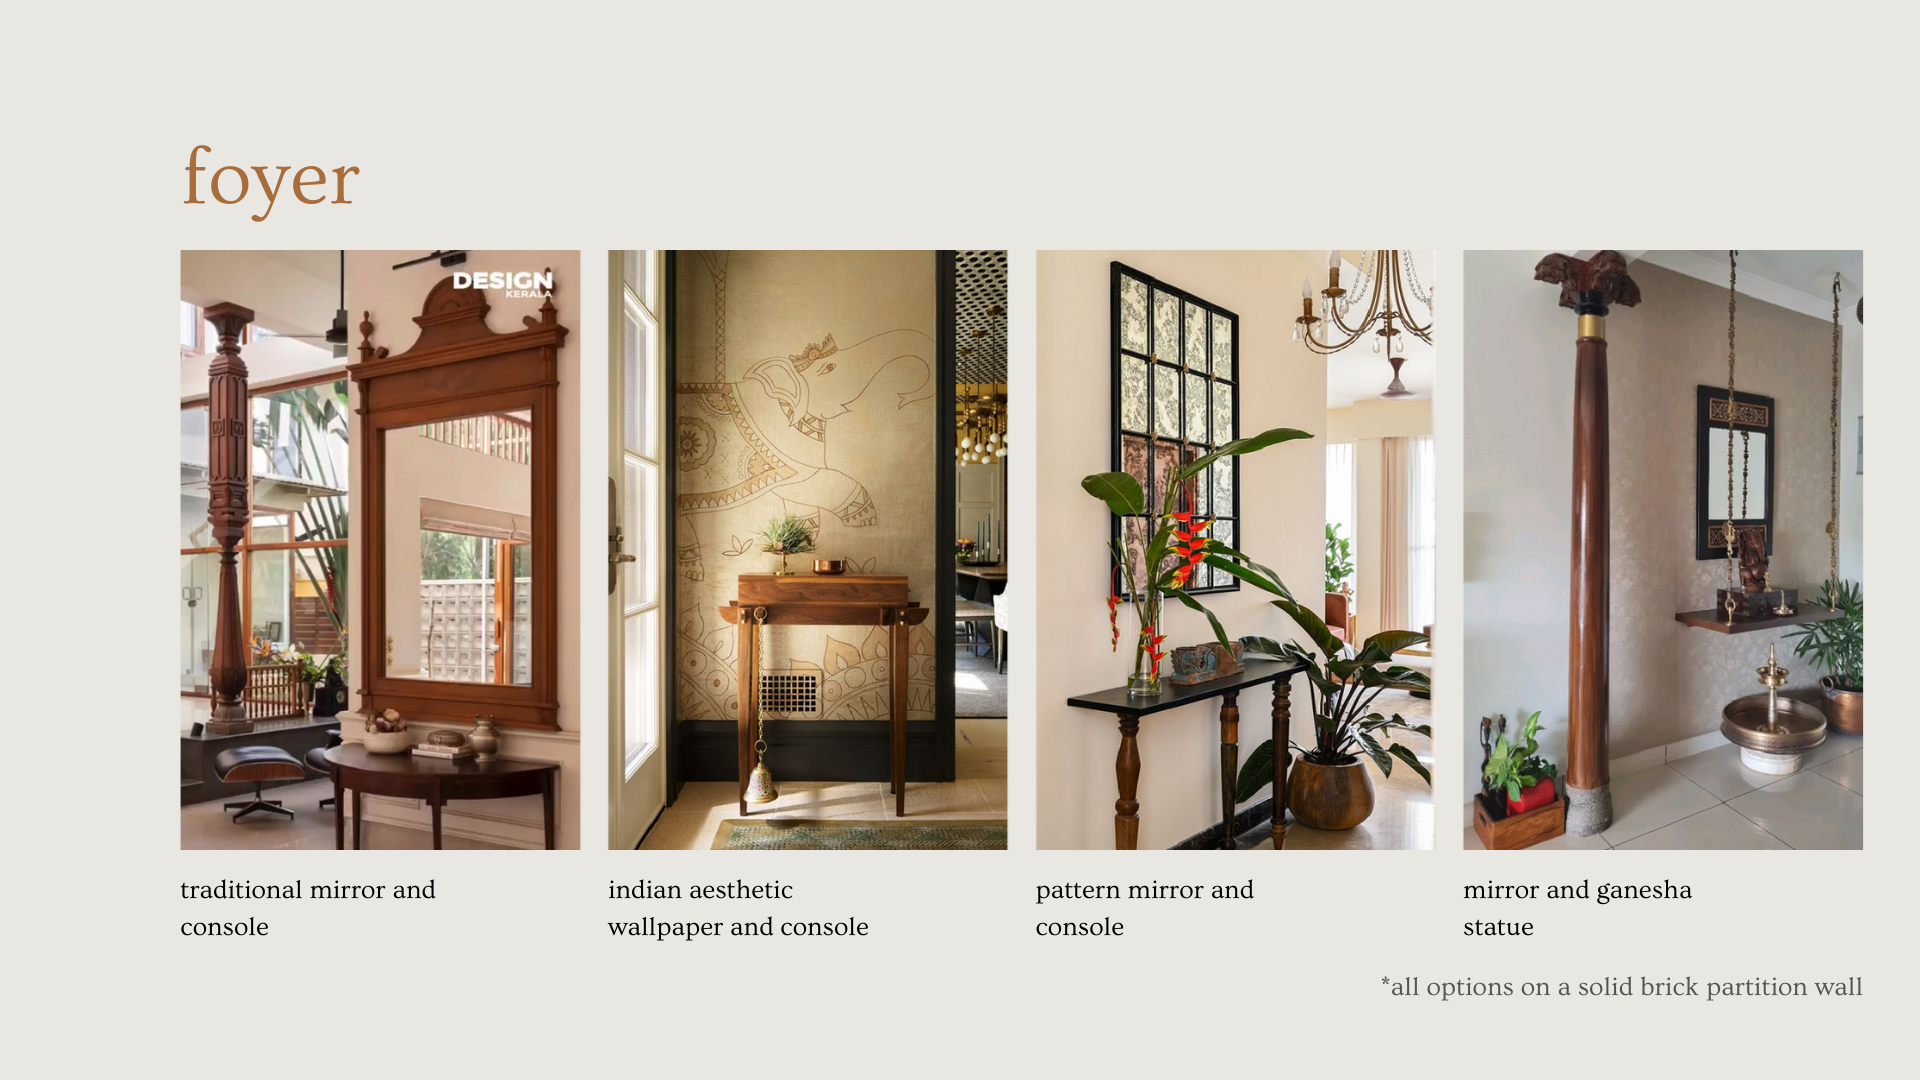 foyer
DESIGN
KERALA
traditional mirror and
console
indian aesthetic
wallpaper and console
pattern mirror and
console
mirror and ganesha
statue
*all options on a solid brick partition wall